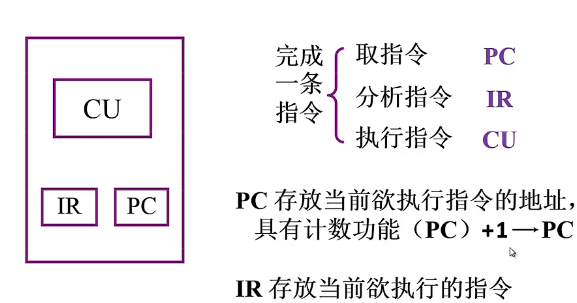 CU
IR
PC
完成
一条
指令
取指令 PC
分析指令 IR
执行指令 CU
PC 存放当前欲执行指令的地址，
具有计数功能（PC）+1→PC
IR 存放当前欲执行的指令